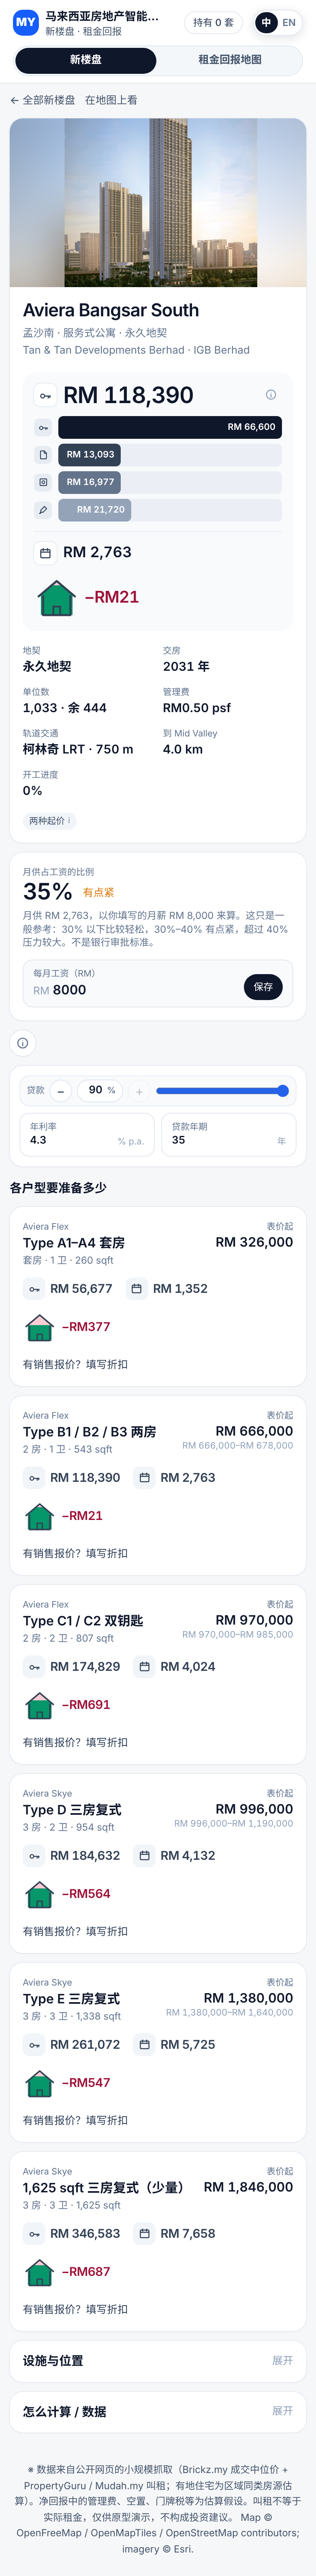 MY
马来西亚房地产智能...
新楼盘 · 租金回报
持有 0 套
中
EN
新楼盘
租金回报地图
← 全部新楼盘
在地图上看
Aviera Bangsar South
孟沙南 · 服务式公寓 · 永久地契
Tan & Tan Developments Berhad · IGB Berhad
RM 118,390
RM 66,600
RM 13,093
RM 16,977
RM 21,720
RM 2,763
−RM21
地契
永久地契
交房
2031 年
单位数
1,033 · 余 444
管理费
RM0.50 psf
轨道交通
柯林奇 LRT · 750 m
到 Mid Valley
4.0 km
开工进度
0%
两种起价 i
月供占工资的比例
35% 有点紧
月供 RM 2,763，以你填写的月薪 RM 8,000 来算。这只是一
般参考：30% 以下比较轻松，30%–40% 有点紧，超过 40%
压力较大。不是银行审批标准。
每月工资（RM）
RM 8000
保存
贷款
−
90 %
+
年利率
4.3
% p.a.
贷款年期
35
年
各户型要准备多少
Aviera Flex
表价起
Type A1–A4 套房
RM 326,000
套房 · 1 卫 · 260 sqft
RM 56,677
RM 1,352
−RM377
有销售报价？填写折扣
Aviera Flex
表价起
Type B1 / B2 / B3 两房
RM 666,000
2 房 · 1 卫 · 543 sqft
RM 666,000–RM 678,000
RM 118,390
RM 2,763
−RM21
有销售报价？填写折扣
Aviera Flex
表价起
Type C1 / C2 双钥匙
RM 970,000
2 房 · 2 卫 · 807 sqft
RM 970,000–RM 985,000
RM 174,829
RM 4,024
−RM691
有销售报价？填写折扣
Aviera Skye
表价起
Type D 三房复式
RM 996,000
3 房 · 2 卫 · 954 sqft
RM 996,000–RM 1,190,000
RM 184,632
RM 4,132
−RM564
有销售报价？填写折扣
Aviera Skye
表价起
Type E 三房复式
RM 1,380,000
3 房 · 3 卫 · 1,338 sqft
RM 1,380,000–RM 1,640,000
RM 261,072
RM 5,725
−RM547
有销售报价？填写折扣
Aviera Skye
表价起
1,625 sqft 三房复式（少量）
RM 1,846,000
3 房 · 3 卫 · 1,625 sqft
RM 346,583
RM 7,658
−RM687
有销售报价？填写折扣
设施与位置
展开
怎么计算 / 数据
展开
※ 数据来自公开网页的小规模抓取（Brickz.my 成交中位价 +
PropertyGuru / Mudah.my 叫租；有地住宅为区域同类房源估
算）。净回报中的管理费、空置、门牌税等为估算假设。叫租不等于
实际租金，仅供原型演示，不构成投资建议。 Map ©
OpenFreeMap / OpenMapTiles / OpenStreetMap contributors;
imagery © Esri.